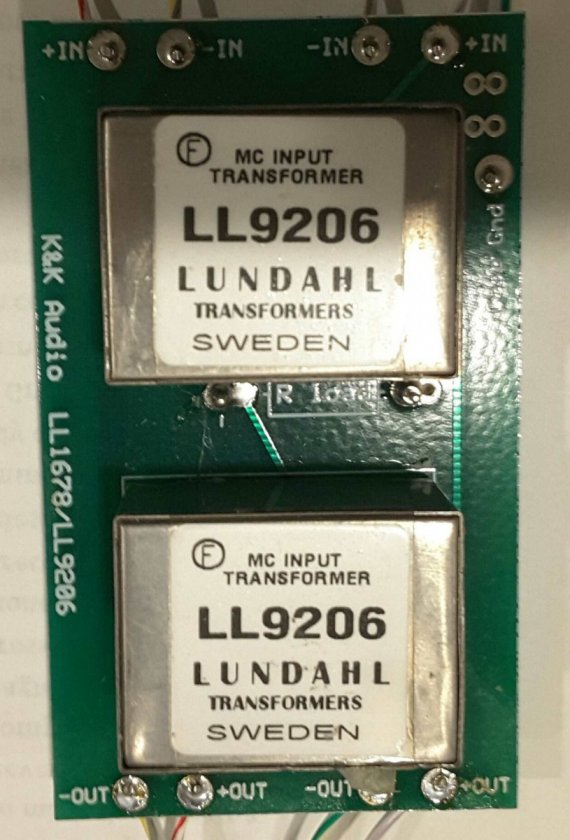 +IN -IN -IN +IN
F MC INPUT
TRANSFORMER
LL9206
LUNDAHL
TRANSFORMERS
SWEDEN
Gnd
K&K Audio LL1678/LL9206
R load
F MC INPUT
TRANSFORMER
LL9206
LUNDAHL
TRANSFORMERS
SWEDEN
-OUT +OUT -OUT +OUT